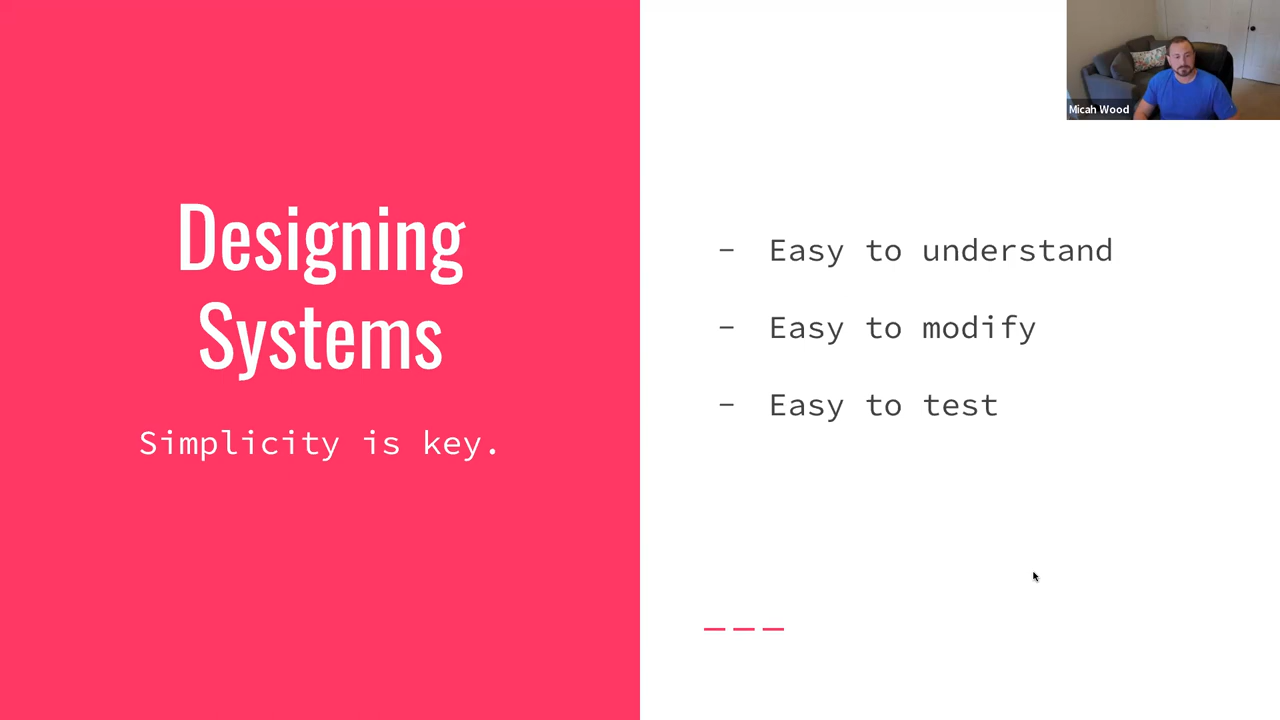 Designing
Systems
Simplicity is key.
Micah Wood
- Easy to understand
- Easy to modify
- Easy to test